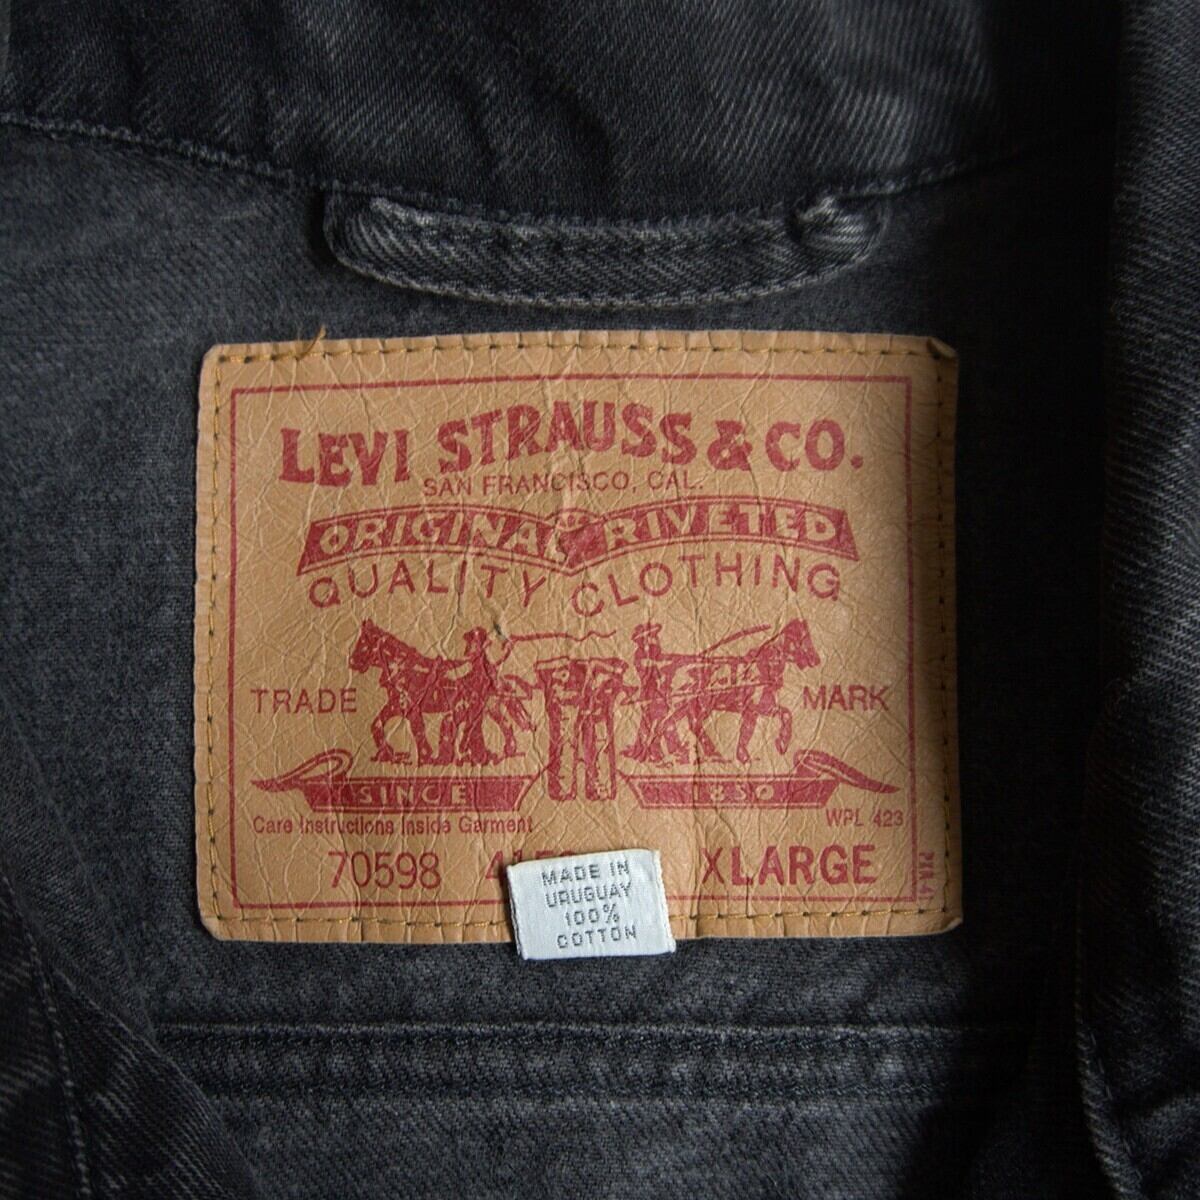 LEVI STRAUSS & CO.
SAN FRANCISCO, CAL.
ORIGINAL RIVETED
QUALITY CLOTHING
TRADE MARK
SINCE 1850
Care Instructions Inside Garment WPL 423
70598 XLARGE
MADE IN
URUGUAY
100%
COTTON